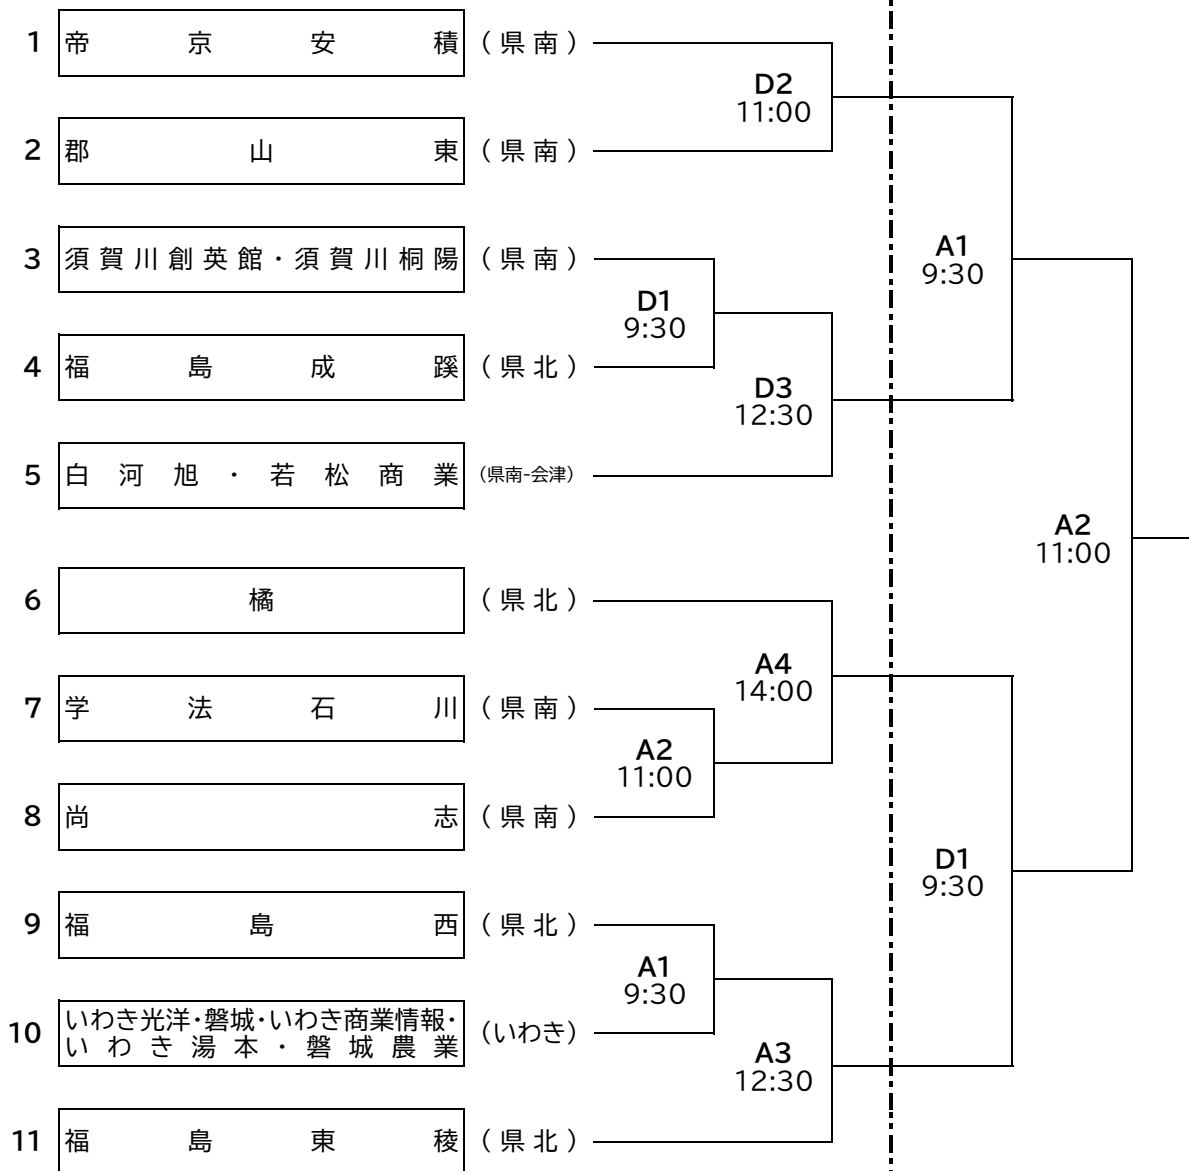 1 帝京安積 (県南)
D2
11:00
2 郡山東 (県南)
3 須賀川創英館・須賀川桐陽 (県南)
A1
9:30
D1
9:30
4 福島成蹊 (県北)
D3
12:30
5 白河旭・若松商業 (県南-会津)
A2
11:00
6 橘 (県北)
A4
14:00
7 学法石川 (県南)
A2
11:00
8 尚志 (県南)
D1
9:30
9 福島西 (県北)
A1
9:30
10 いわき光洋・磐城・いわき商業情報・
いわき湯本・磐城農業 (いわき)
A3
12:30
11 福島東稜 (県北)